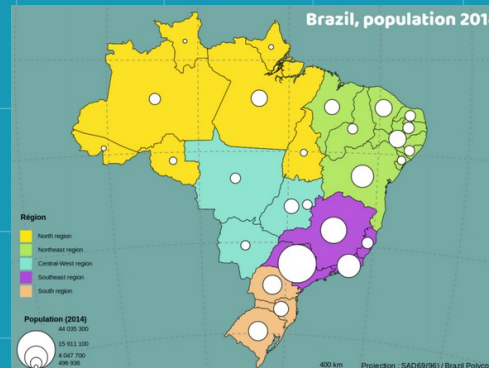 Brazil, population 201
Région
North region
Northeast region
Central-West region
Southeast region
South region
Population (2014)
44 035 300
15 911 100
4 047 700
496 936
400 km
Projection : SAD69(96) / Brazil Polyco